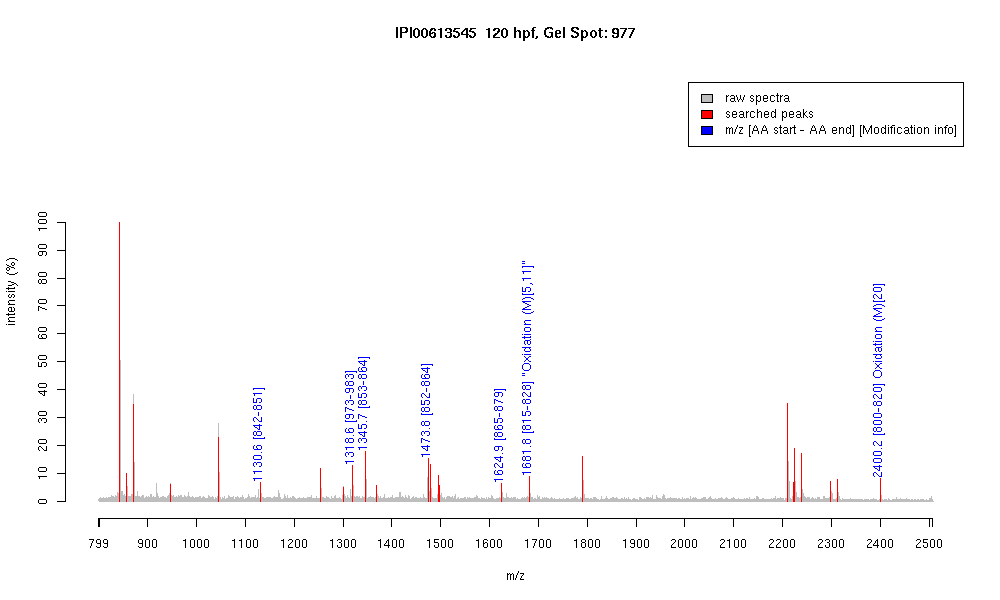 IPI00613545 120 hpf, Gel Spot: 977
raw spectra
searched peaks
m/z [AA start - AA end] [Modification info]
intensity (%)
100
90
80
70
60
50
40
30
20
10
0
1130.6 [842-851]
1318.6 [973-983]
1345.7 [853-864]
1473.8 [852-864]
1624.9 [865-879]
1681.8 [815-828] "Oxidation (M)[5,11]"
2400.2 [800-820] Oxidation (M)[20]
799 900 1000 1100 1200 1300 1400 1500 1600 1700 1800 1900 2000 2100 2200 2300 2400 2500
m/z